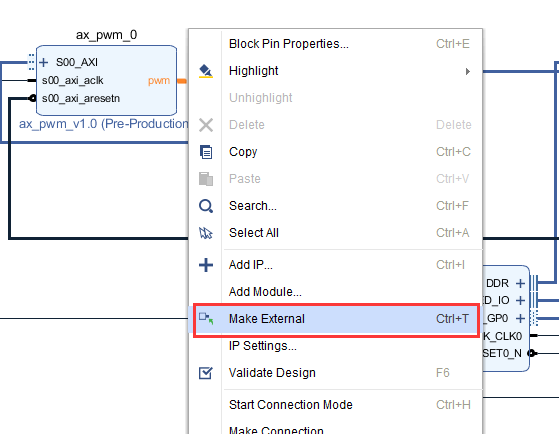 ax_pwm_0
S00_AXI
s00_axi_aclk
pwm
s00_axi_aresetn
ax_pwm_v1.0 (Pre-Production
Block Pin Properties... Ctrl+E
Highlight
Unhighlight
Delete Delete
Copy Ctrl+C
Paste Ctrl+V
Search... Ctrl+F
Select All Ctrl+A
Add IP... Ctrl+I
Add Module...
Make External Ctrl+T
IP Settings...
Validate Design F6
Start Connection Mode Ctrl+H
Make Connection
DDR
D_IO
_GP0
K_CLK0
SET0_N